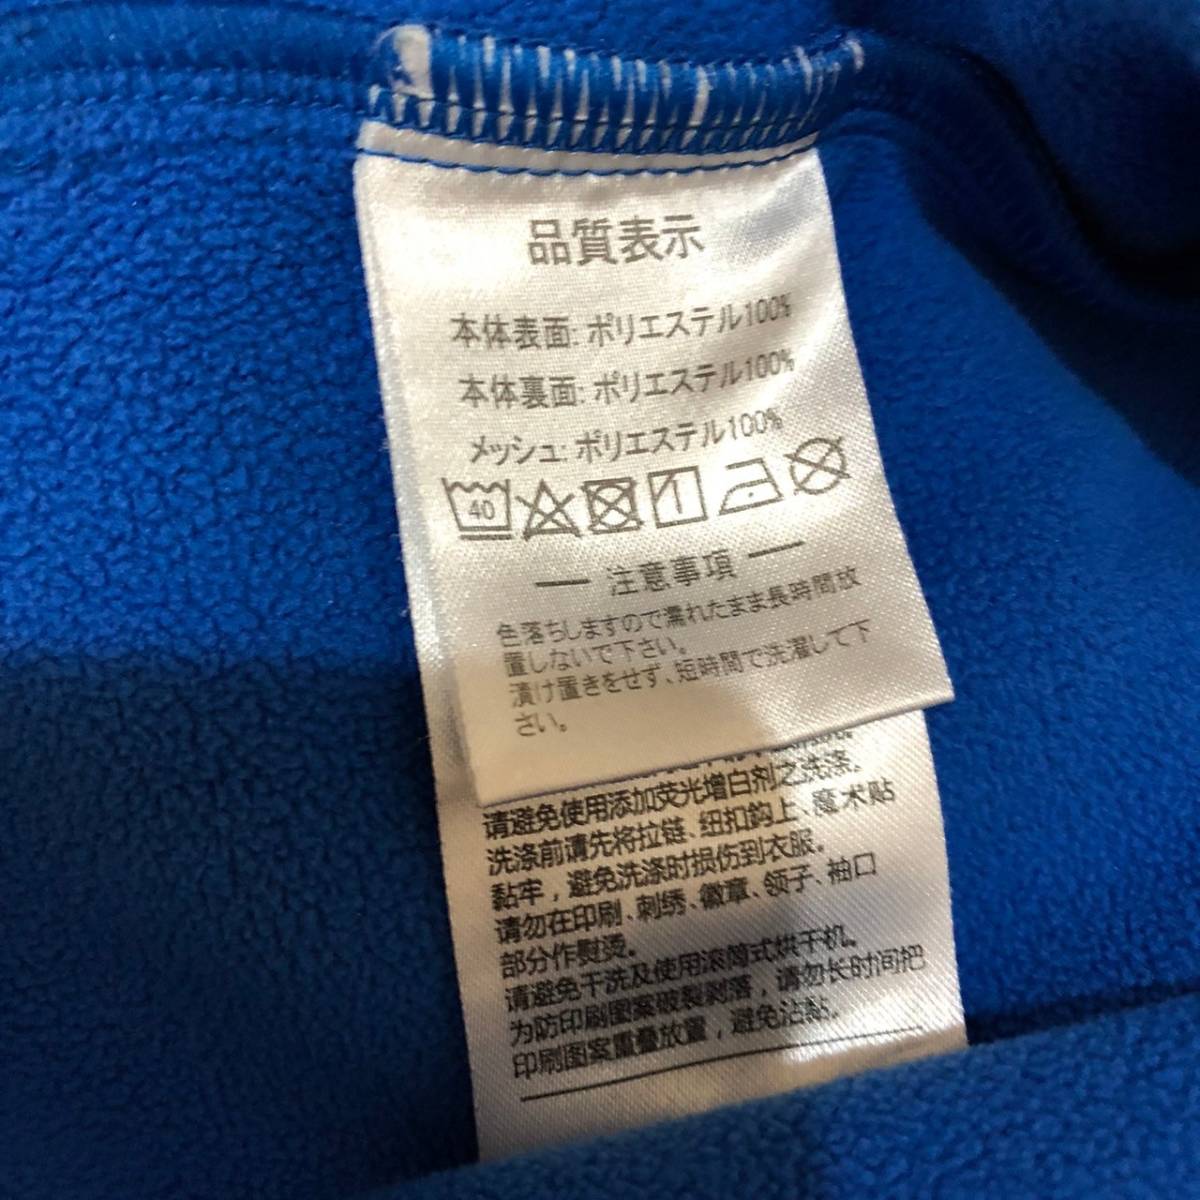 品質表示
本体表面: ポリエステル100%
本体裏面: ポリエステル100%
メッシュ: ポリエステル100%
40
注意事項
色落ちしますので濡れたまま長時間放
置しないで下さい。
漬け置きをせず、短時間で洗濯して下
さい。
请避免使用添加荧光增白剂之洗涤。
洗涤前请先将拉链、纽扣鈎上、魔术贴
黏牢，避免洗涤时损伤到衣服。
请勿在印刷、刺绣、徽章、领子、袖口
部分作熨烫。
请避免干洗及使用滚筒式烘干机。
为防印刷图案破裂剥落，请勿长时间把
印刷图案重叠放置，避免沾黏。